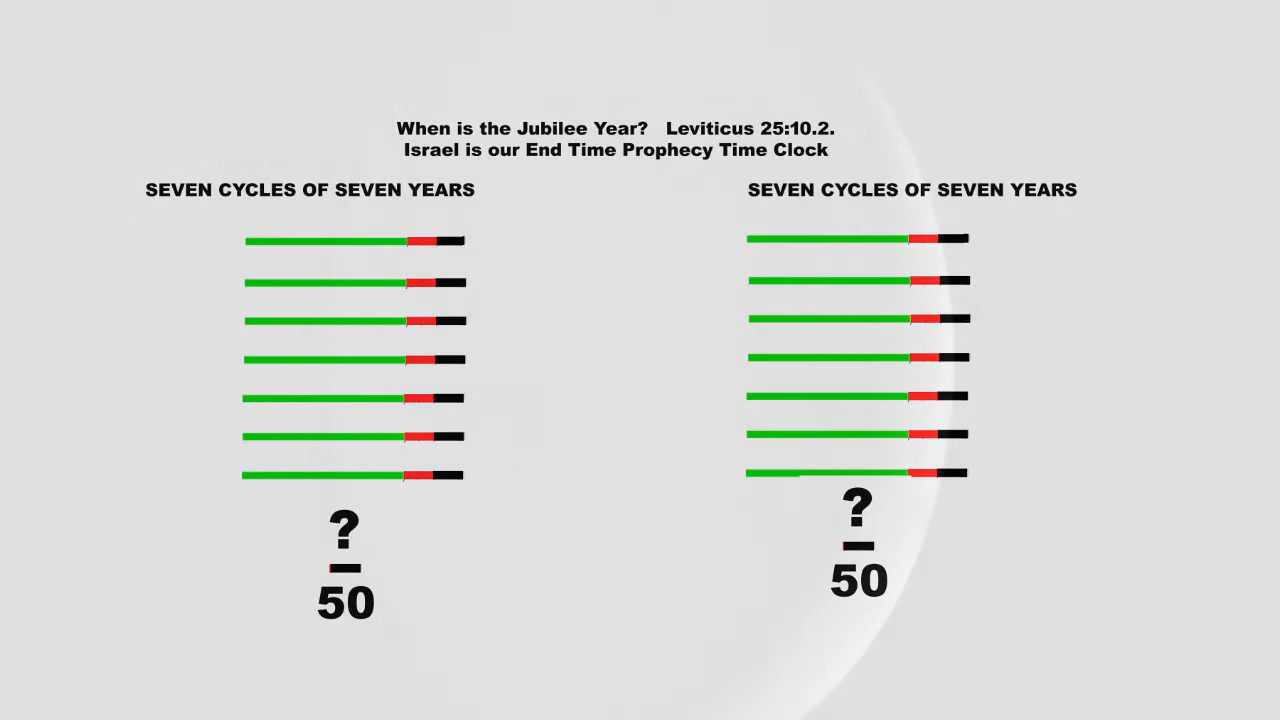 When is the Jubilee Year?   Leviticus 25:10.2.
Israel is our End Time Prophecy Time Clock
SEVEN CYCLES OF SEVEN YEARS
SEVEN CYCLES OF SEVEN YEARS
?
50
?
50